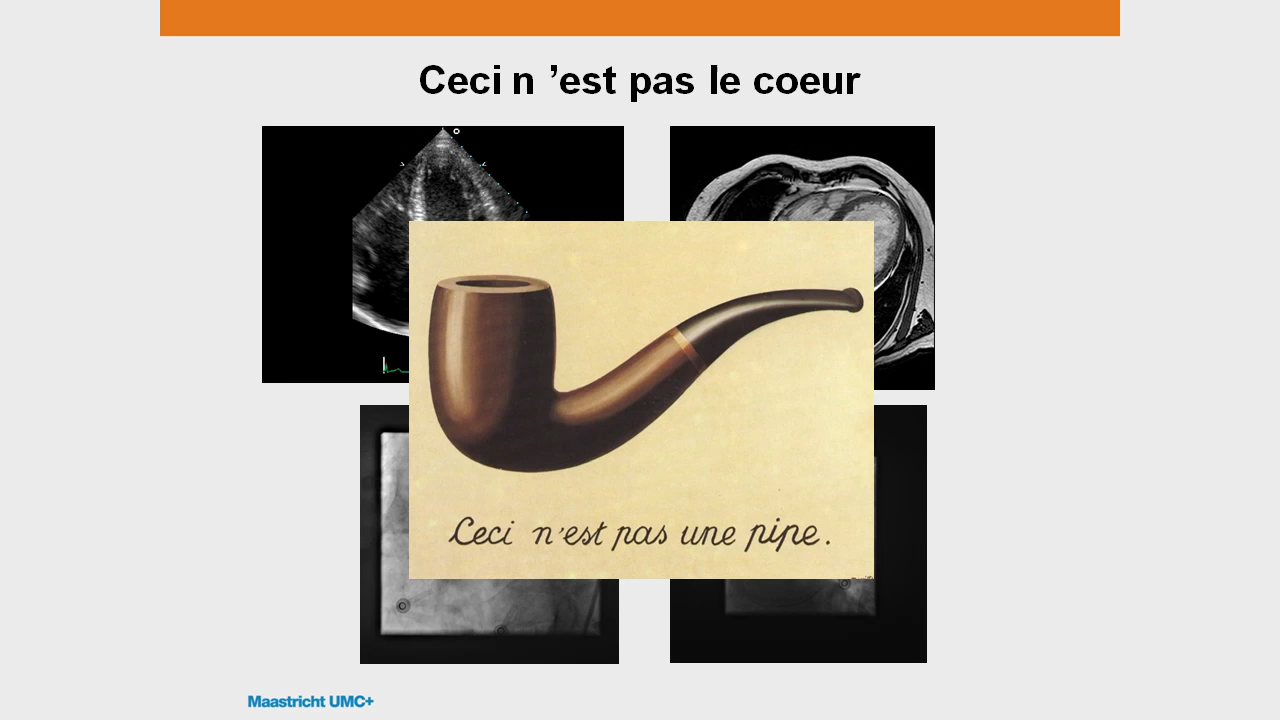 Ceci n ’est pas le coeur
Ceci n'est pas une pipe.
Maastricht UMC+